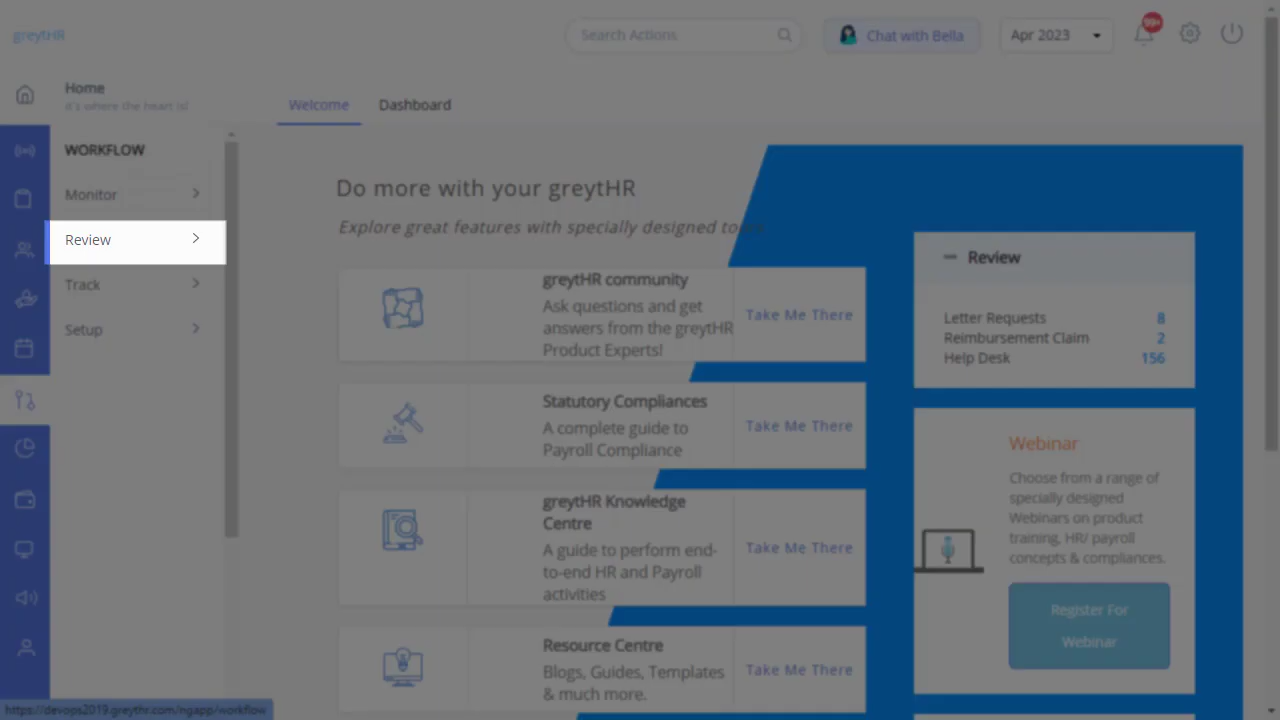 greytHR
Search Actions
Chat with Bella
Apr 2023
99+
Home
it's where the heart is!
Welcome
Dashboard
WORKFLOW
Monitor
Review
Track
Setup
Do more with your greytHR
Explore great features with specially designed
greytHR community
Ask questions and get
answers from the greytHR
Product Experts!
Take Me There
Statutory Compliances
A complete guide to
Payroll Compliance
Take Me There
greytHR Knowledge
Centre
A guide to perform end-
to-end HR and Payroll
activities
Take Me There
Resource Centre
Blogs, Guides, Templates
& much more.
Take Me There
Review
Letter Requests 8
Reimbursement Claim 2
Help Desk 156
Webinar
Choose from a range of
specially designed
Webinars on product
training, HR/ payroll
concepts & compliances.
Register For
Webinar
https://devops2019.greythr.com/ngapp/workflow